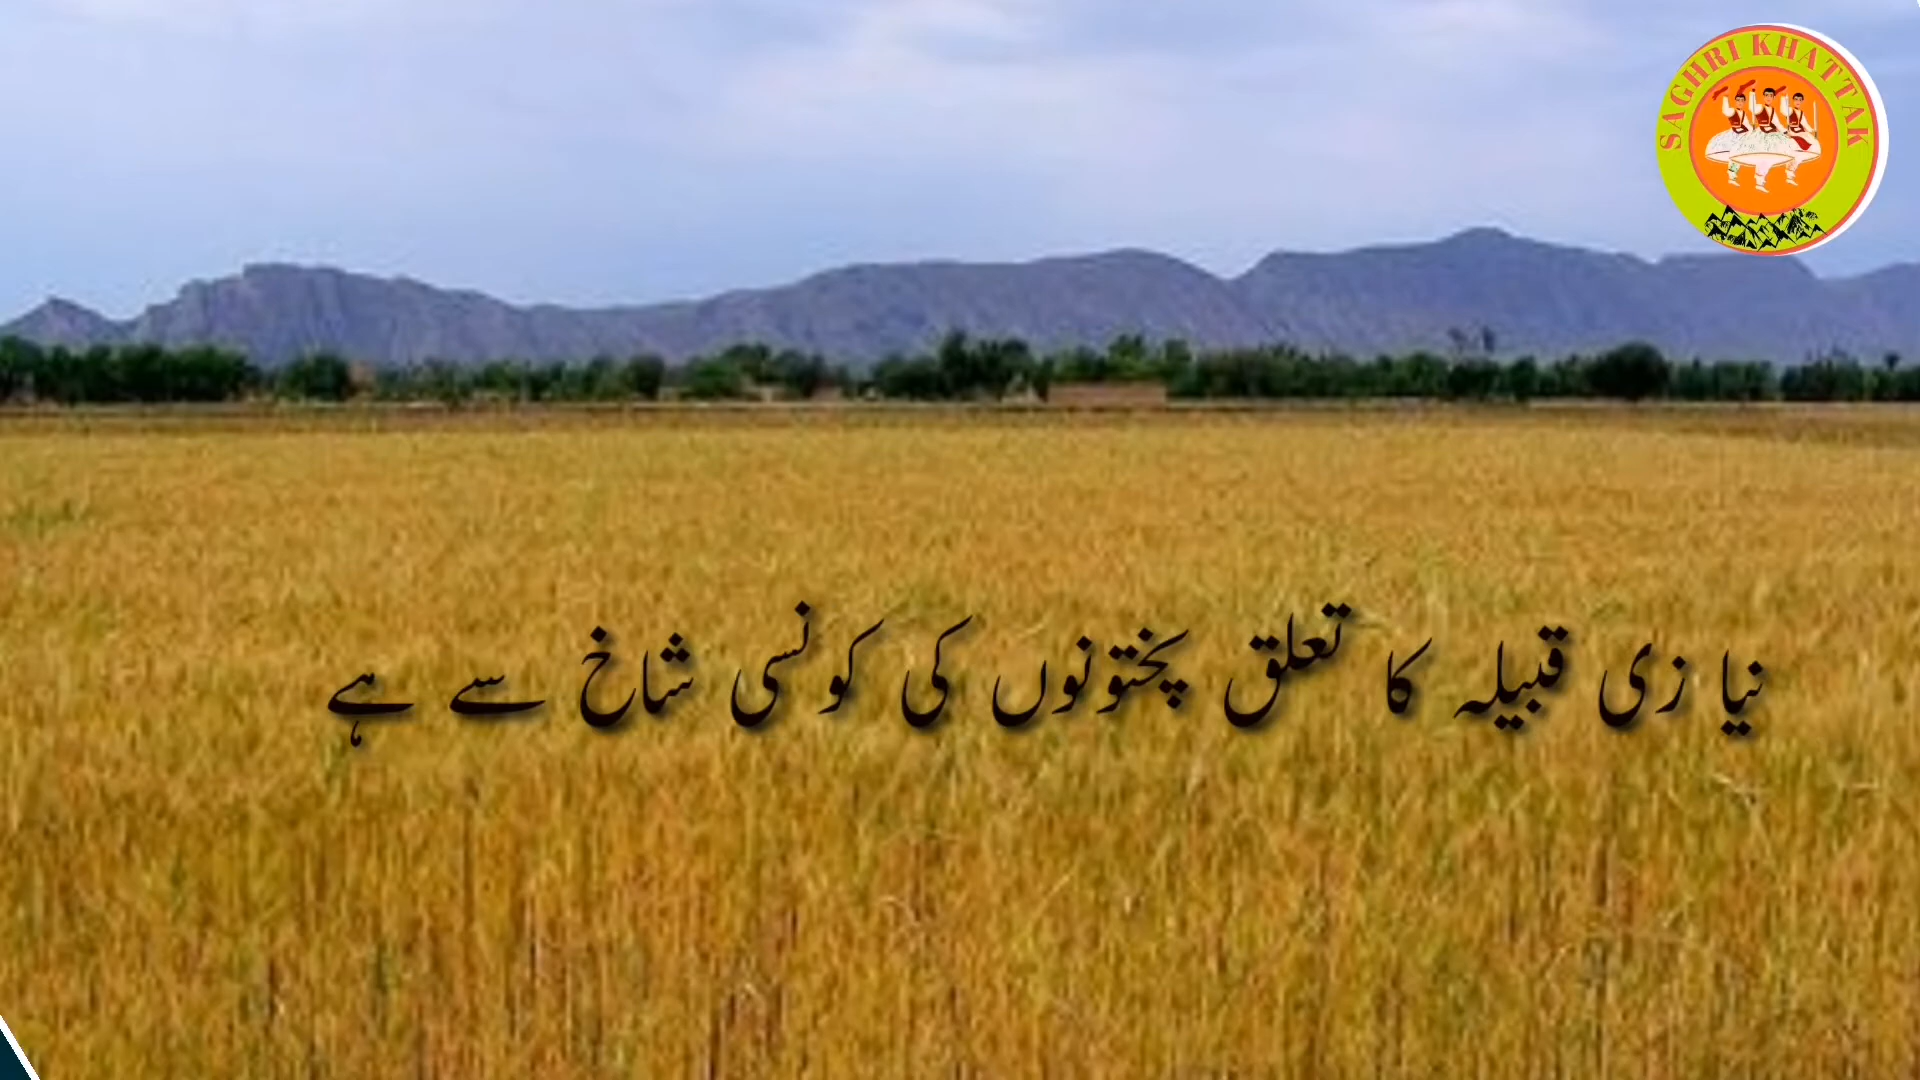 SAGHRI KHATTAK
نیازی قبیلہ کا تعلق پختونوں کی کونسی شاخ سے ہے